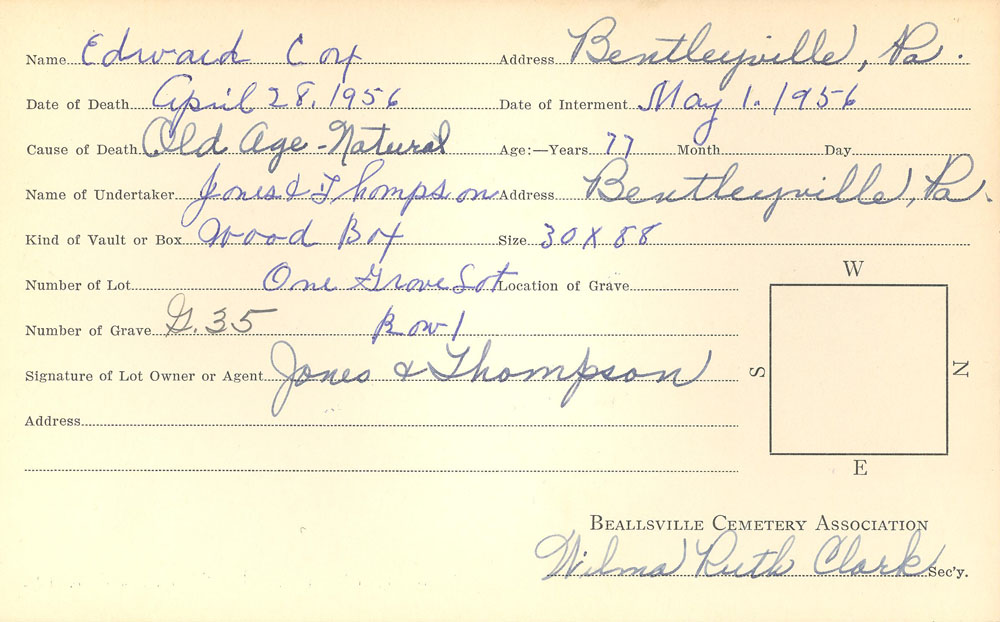 Name Edward Cox Address Bentleyville, Pa.
Date of Death April 28, 1956 Date of Interment May 1. 1956
Cause of Death Old Age - Natural Age:—Years 77 Month Day
Name of Undertaker Jones & Thompson Address Bentleyville, Pa.
Kind of Vault or Box Wood Box Size 30 X 88
Number of Lot One Grave Lot Location of Grave
W
Number of Grave G. 35 Row 1
Signature of Lot Owner or Agent Jones & Thompson
S N
Address
E
BEALLSVILLE CEMETERY ASSOCIATION
Wilma Ruth Clark Sec'y.